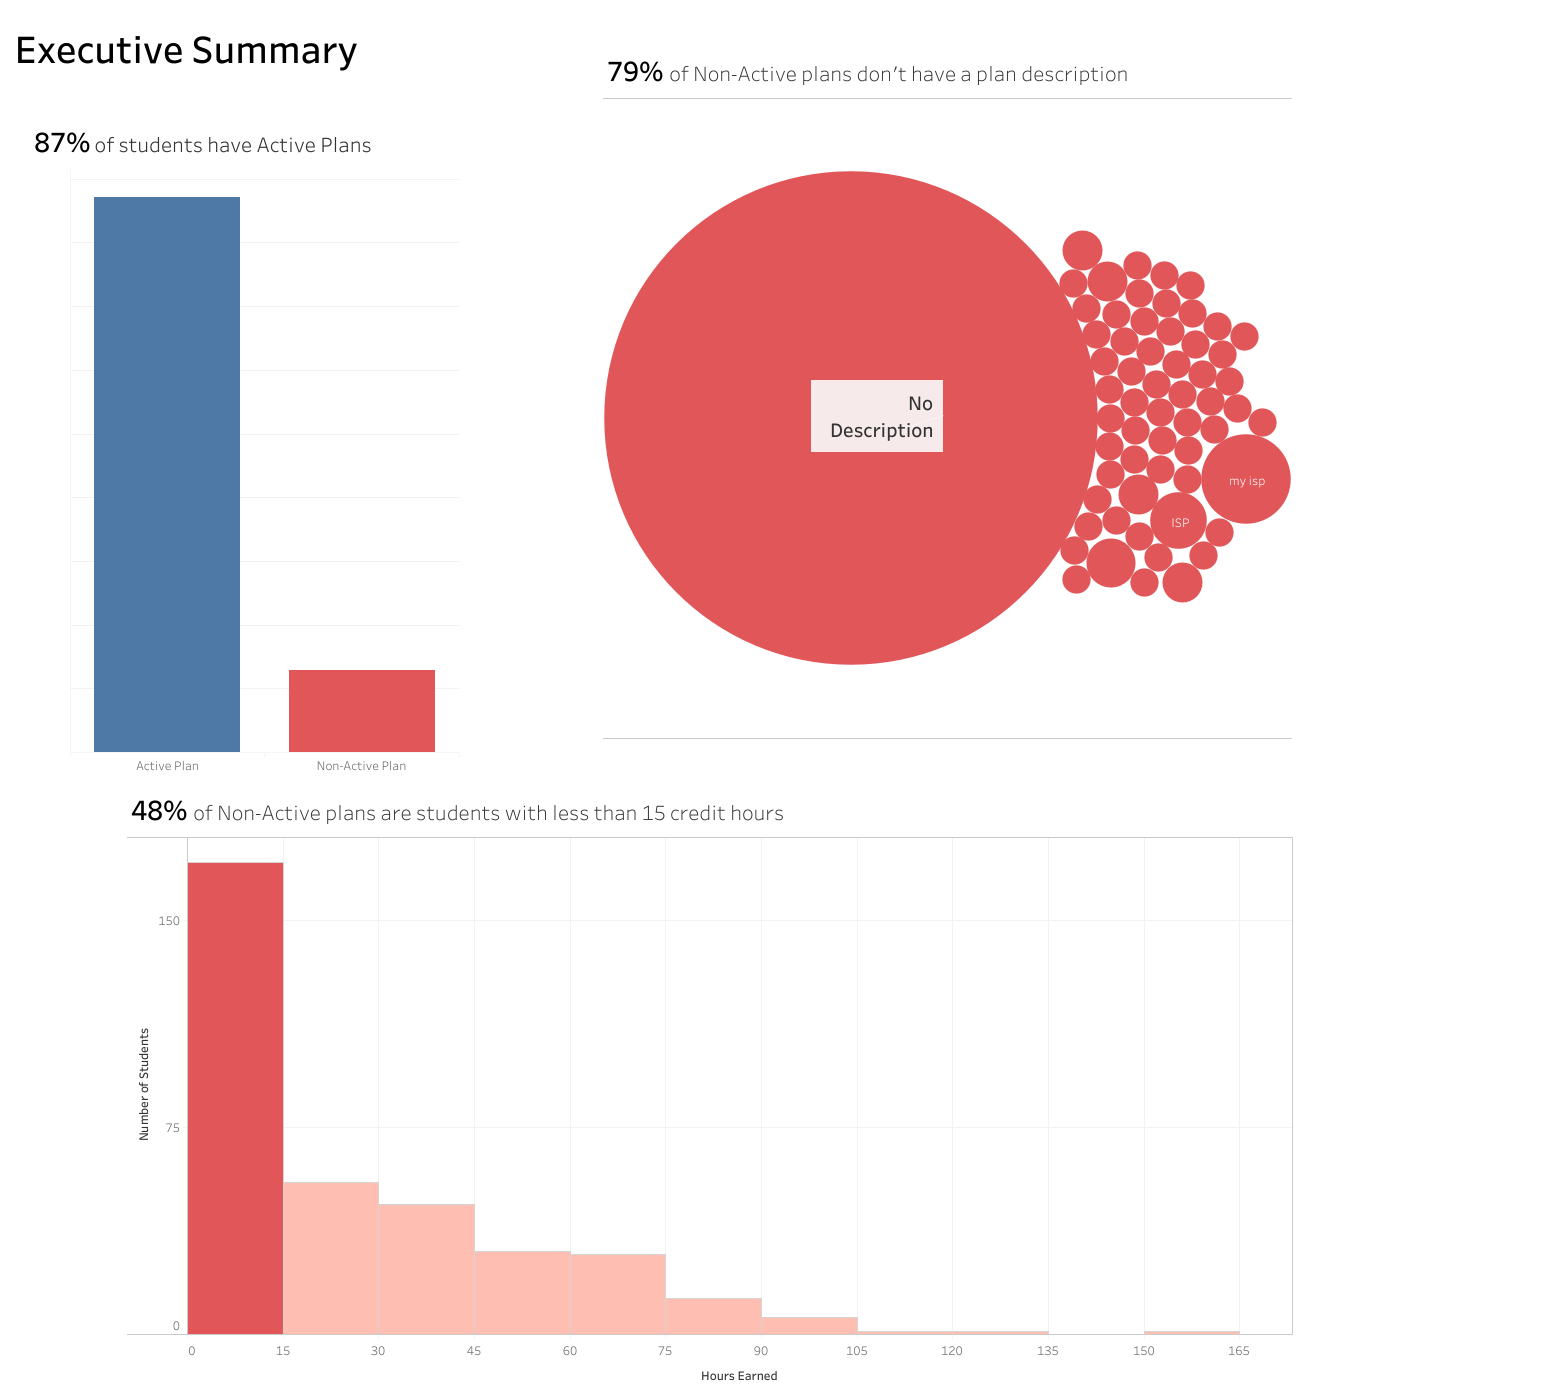 Executive Summary
87% of students have Active Plans
Active Plan
Non-Active Plan
79% of Non-Active plans don’t have a plan description
No
Description
my isp
ISP
48% of Non-Active plans are students with less than 15 credit hours
Number of Students
150
75
0
0 15 30 45 60 75 90 105 120 135 150 165
Hours Earned